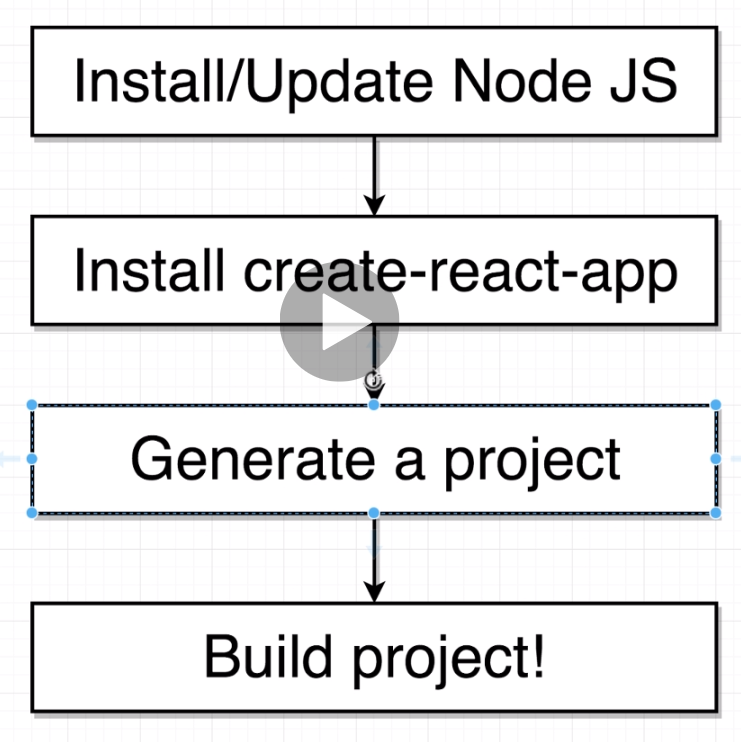 Install/Update Node JS
Install create-react-app
Generate a project
Build project!